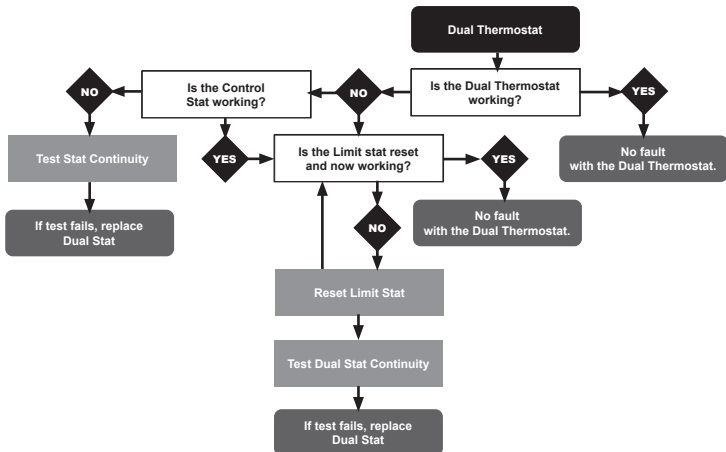 Dual Thermostat
Is the Dual Thermostat
working?
YES
No fault
with the Dual Thermostat.
NO
Is the Control
Stat working?
NO
Test Stat Continuity
If test fails, replace
Dual Stat
YES
Is the Limit stat reset
and now working?
YES
No fault
with the Dual Thermostat.
NO
Reset Limit Stat
Test Dual Stat Continuity
If test fails, replace
Dual Stat